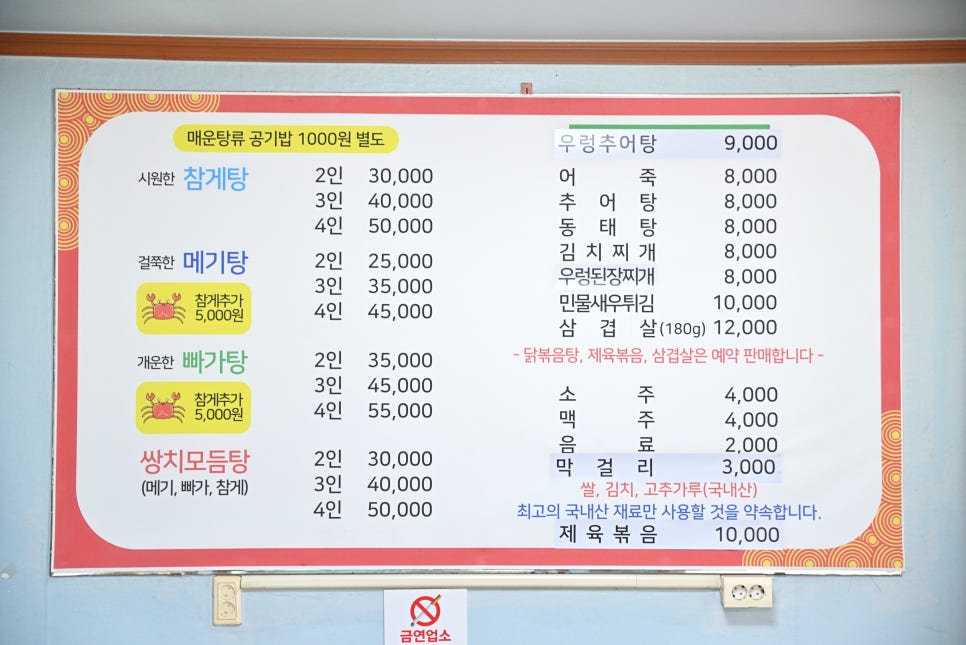 매운탕류 공기밥 1000원 별도
시원한 참게탕 2인 30,000
3인 40,000
4인 50,000
걸쭉한 메기탕 2인 25,000
3인 35,000
4인 45,000
참게추가
5,000원
개운한 빠가탕 2인 35,000
3인 45,000
4인 55,000
참게추가
5,000원
쌍치모듬탕 2인 30,000
(메기, 빠가, 참게) 3인 40,000
4인 50,000
우렁추어탕 9,000
어 죽 8,000
추 어 탕 8,000
동 태 탕 8,000
김 치 찌 개 8,000
우렁된장찌개 8,000
민물새우튀김 10,000
삼 겹 살 (180g) 12,000
- 닭볶음탕, 제육볶음, 삼겹살은 예약 판매합니다 -
소 주 4,000
맥 주 4,000
음 료 2,000
막 걸 리 3,000
쌀, 김치, 고추가루(국내산)
최고의 국내산 재료만 사용할 것을 약속합니다.
제 육 볶 음 10,000
금연업소